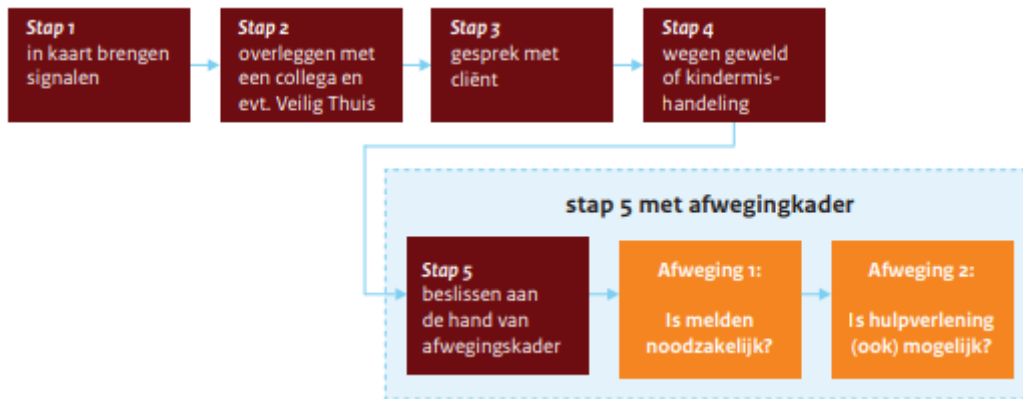 Stap 1
in kaart brengen
signalen
Stap 2
overleggen met
een collega en
evt. Veilig Thuis
Stap 3
gesprek met
cliënt
Stap 4
wegen geweld
of kindermis-
handeling
stap 5 met afwegingkader
Stap 5
beslissen aan
de hand van
afwegingskader
Afweging 1:
Is melden
noodzakelijk?
Afweging 2:
Is hulpverlening
(ook) mogelijk?